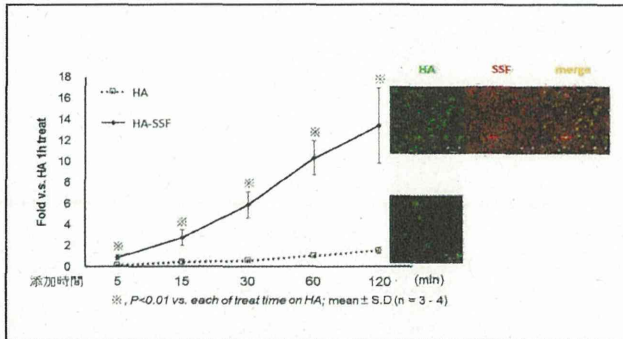 HA SSF merge
18
16
14
12
10
8
6
4
2
0
Fold v.s. HA 1h treat
HA
HA-SSF
※ ※ ※ ※ ※
添加時間 5 15 30 60 120 (min)
※, P<0.01 vs. each of treat time on HA; mean ± S.D (n = 3 - 4)